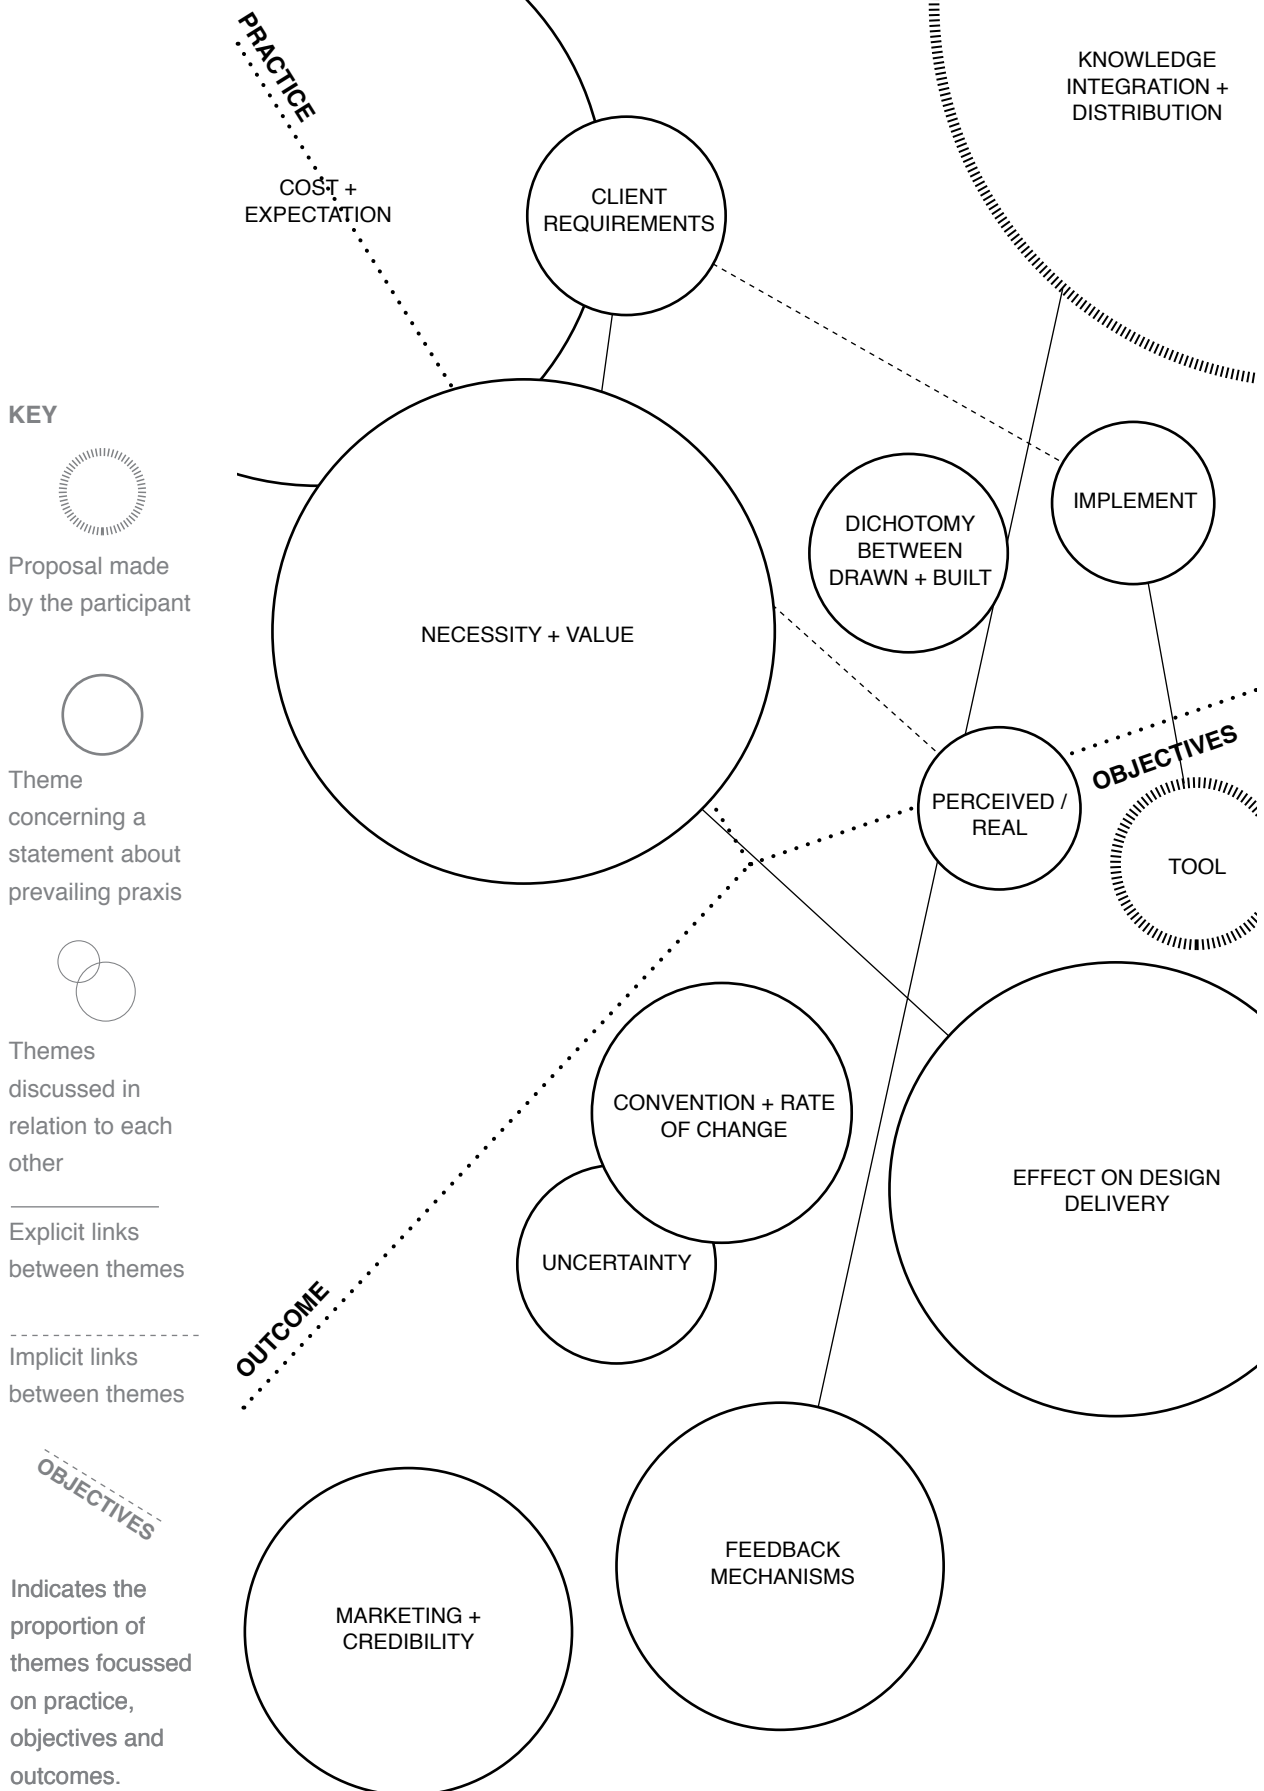 PRACTICE
KNOWLEDGE
INTEGRATION +
DISTRIBUTION
COST +
EXPECTATION
CLIENT
REQUIREMENTS
KEY
Proposal made
by the participant
Theme
concerning a
statement about
prevailing praxis
Themes
discussed in
relation to each
other
Explicit links
between themes
Implicit links
between themes
OBJECTIVES
Indicates the
proportion of
themes focussed
on practice,
objectives and
outcomes.
IMPLEMENT
DICHOTOMY
BETWEEN
DRAWN + BUILT
NECESSITY + VALUE
OBJECTIVES
PERCEIVED /
REAL
TOOL
CONVENTION + RATE
OF CHANGE
EFFECT ON DESIGN
DELIVERY
UNCERTAINTY
OUTCOME
FEEDBACK
MECHANISMS
MARKETING +
CREDIBILITY